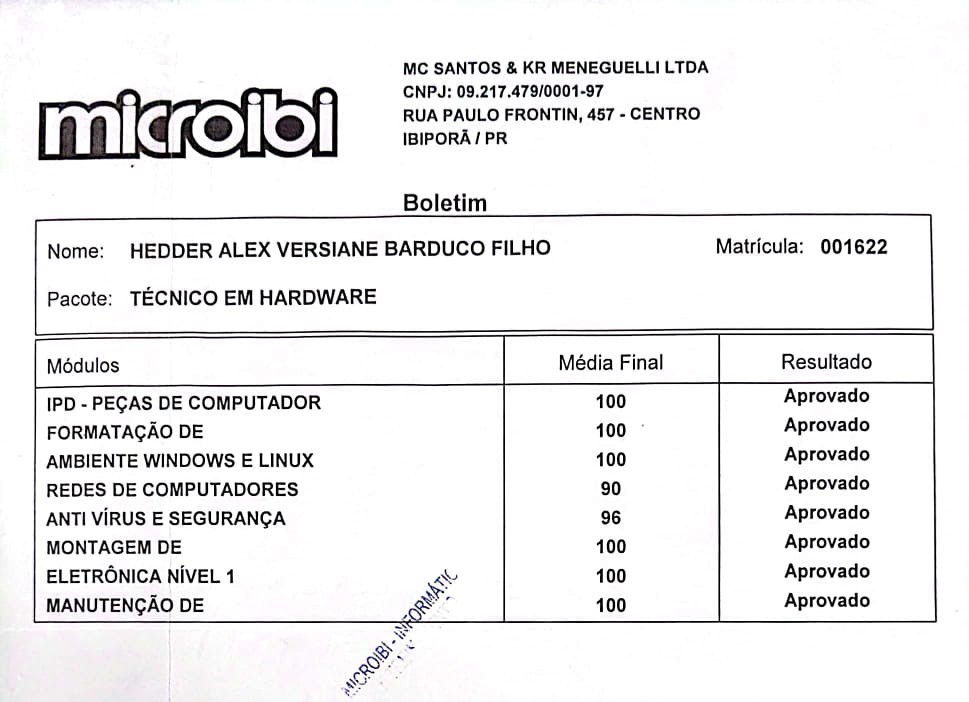 microibi
MC SANTOS & KR MENEGUELLI LTDA
CNPJ: 09.217.479/0001-97
RUA PAULO FRONTIN, 457 - CENTRO
IBIPORÃ / PR
Boletim
Nome: HEDDER ALEX VERSIANE BARDUCO FILHO Matrícula: 001622
Pacote: TÉCNICO EM HARDWARE
Módulos Média Final Resultado
IPD - PEÇAS DE COMPUTADOR 100 Aprovado
FORMATAÇÃO DE 100 Aprovado
AMBIENTE WINDOWS E LINUX 100 Aprovado
REDES DE COMPUTADORES 90 Aprovado
ANTI VÍRUS E SEGURANÇA 96 Aprovado
MONTAGEM DE 100 Aprovado
ELETRÔNICA NÍVEL 1 100 Aprovado
MANUTENÇÃO DE 100 Aprovado
MICROIBI - INFORMÁTIC